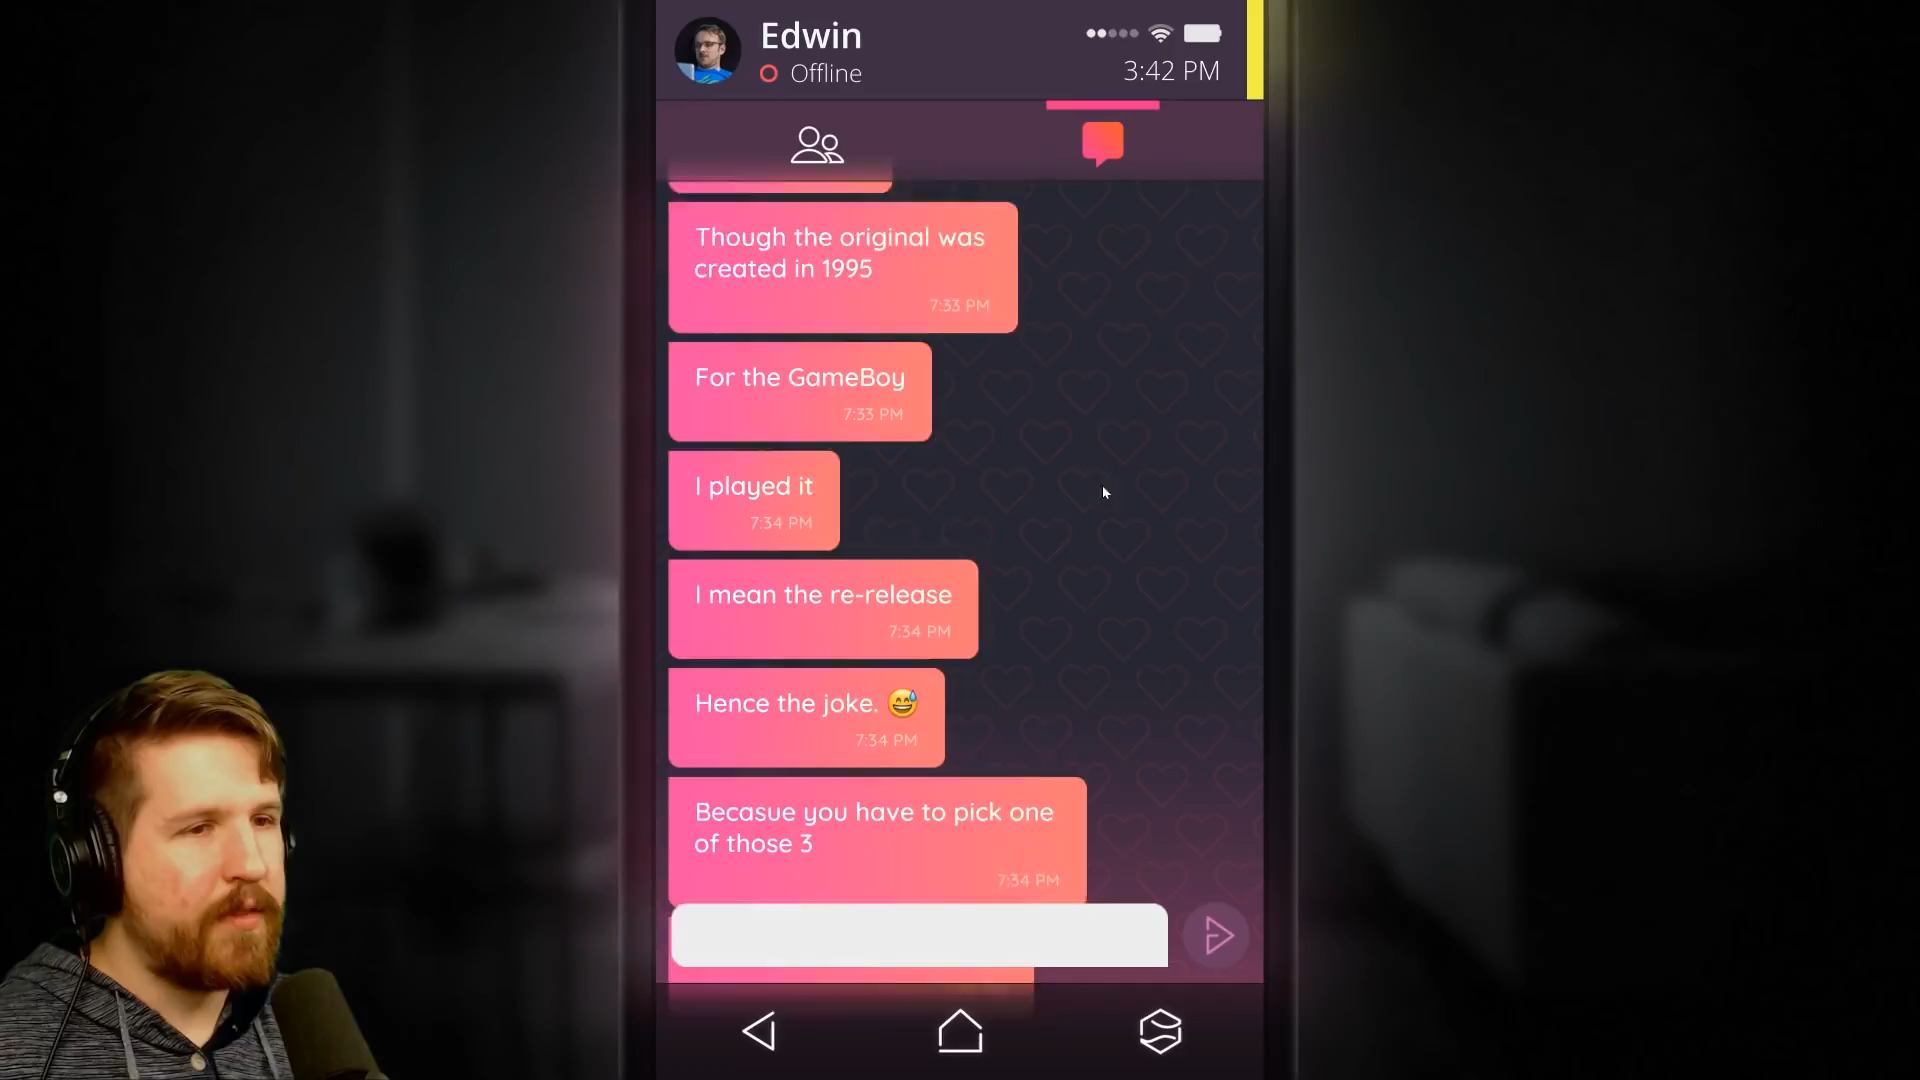 Edwin
Offline
3:42 PM
Though the original was
created in 1995
7:33 PM
For the GameBoy
7:33 PM
I played it
7:34 PM
I mean the re-release
7:34 PM
Hence the joke. 😅
7:34 PM
Becasue you have to pick one
of those 3
7:34 PM